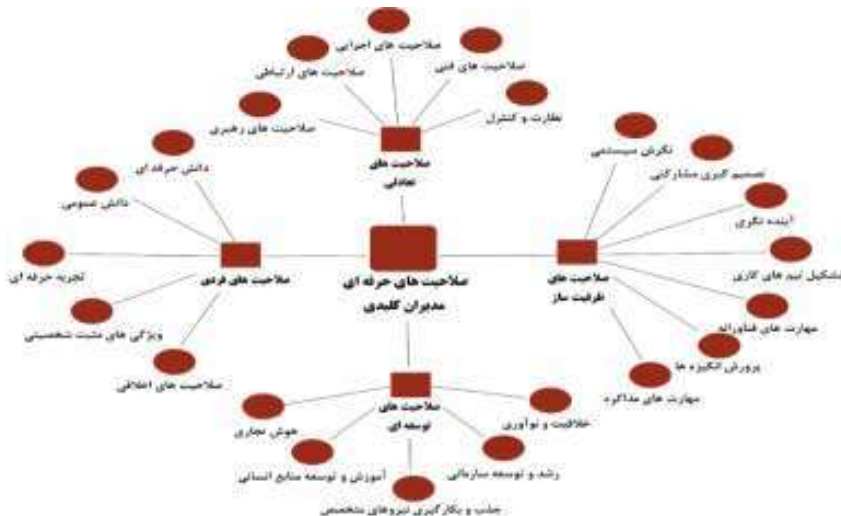 صلاحیت های اجرایی
صلاحیت های فنی
صلاحیت های ارتباطی
نظارت و کنترل
صلاحیت های رهبری
صلاحیت های
تعادلی
نگرش سیستمی
تصمیم گیری مشارکتی
آینده نگری
تشکیل تیم های کاری
مهارت های فناورانه
پرورش انگیزه ها
مهارت های مذاکره
صلاحیت های
ظرفیت ساز
دانش حرفه ای
دانش عمومی
تجربه حرفه ای
ویژگی های مثبت شخصیتی
صلاحیت های اخلاقی
صلاحیت های فردی
صلاحیت های حرفه ای
مدیران کلیدی
صلاحیت های
توسعه ای
خلاقیت و نوآوری
هوش تجاری
رشد و توسعه سازمانی
آموزش و توسعه منابع انسانی
جذب و بکارگیری نیروهای متخصص